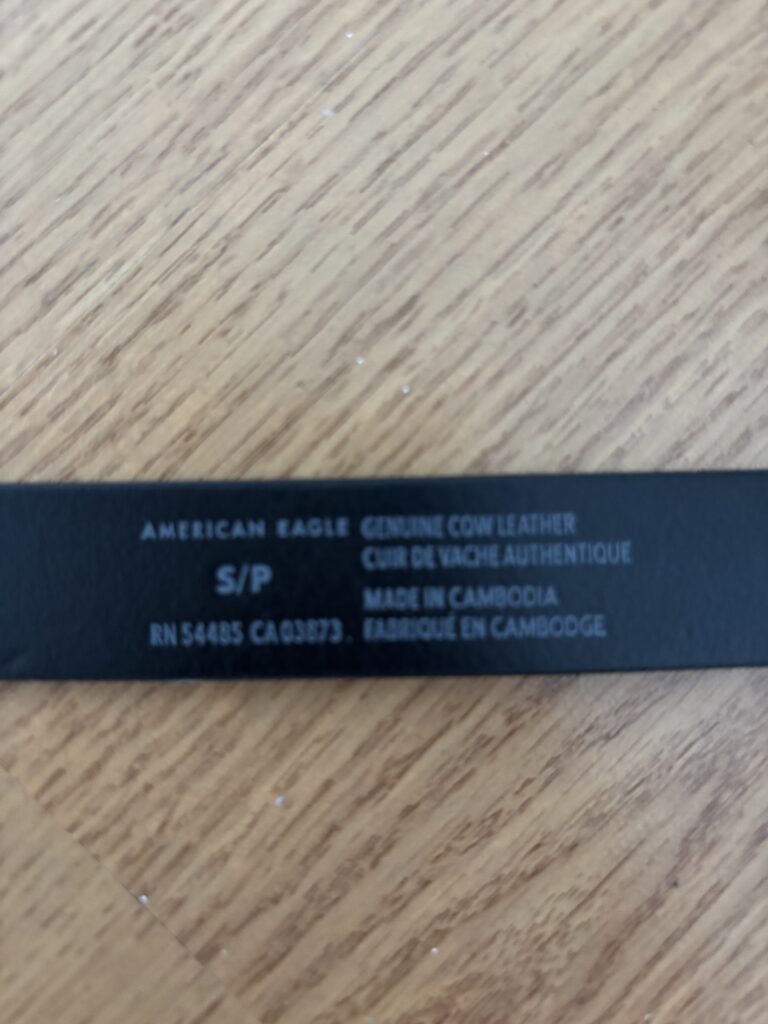 AMERICAN EAGLE
S/P
RN 54485 CA 03873.
GENUINE COW LEATHER
CUIR DE VACHE AUTHENTIQUE
MADE IN CAMBODIA
FABRIQUÉ EN CAMBODGE